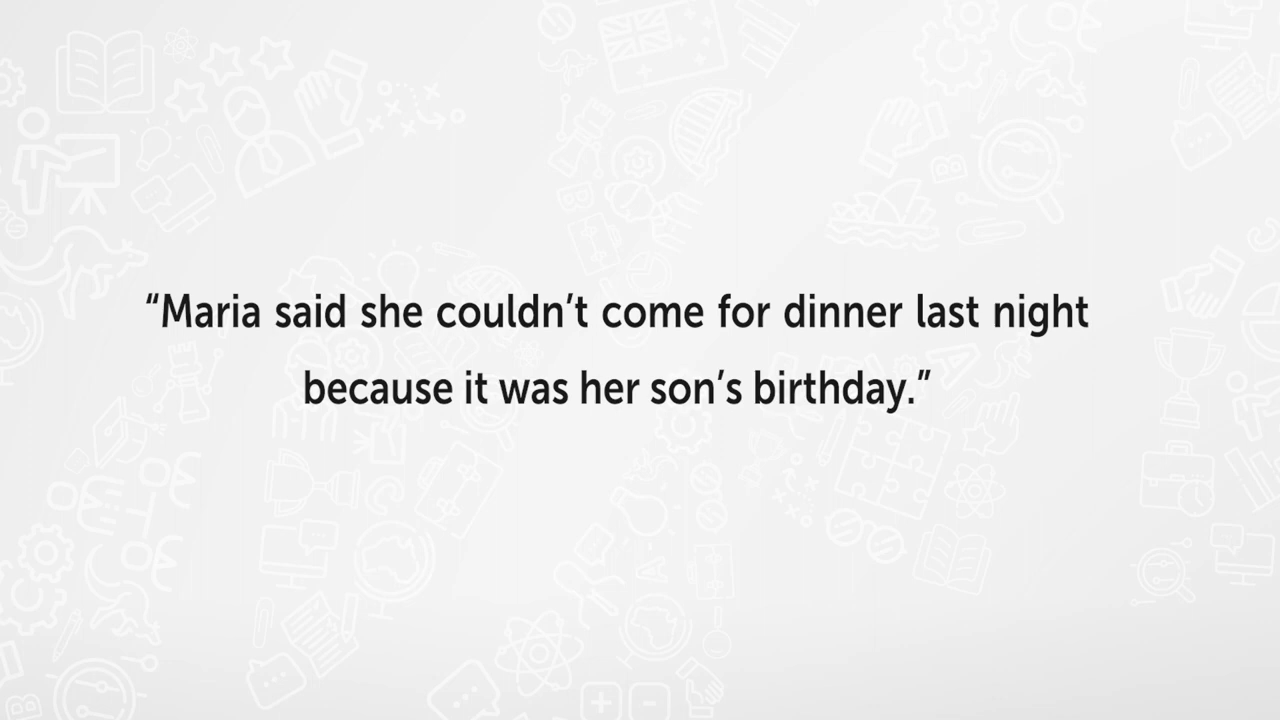 “Maria said she couldn’t come for dinner last night
because it was her son’s birthday.”